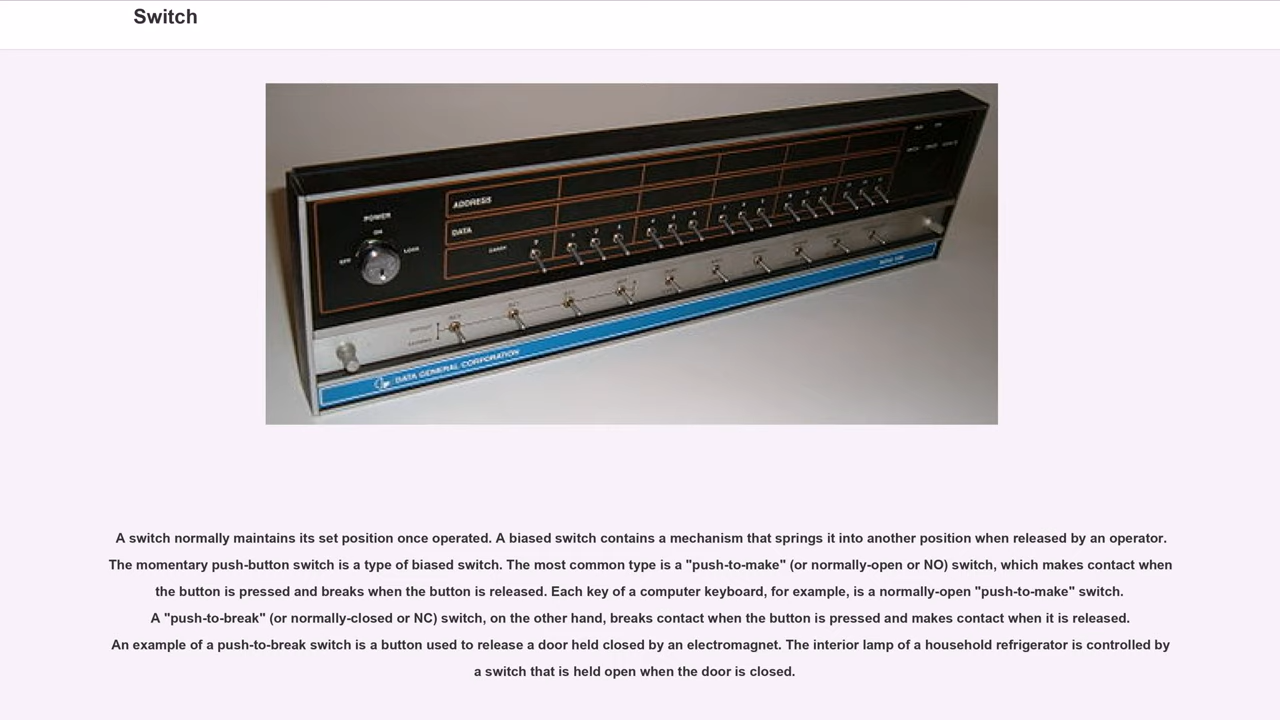 Switch
POWER
ON
OFF
LOCK
ADDRESS
DATA
CARRY
DATA GENERAL CORPORATION
A switch normally maintains its set position once operated. A biased switch contains a mechanism that springs it into another position when released by an operator.
The momentary push-button switch is a type of biased switch. The most common type is a "push-to-make" (or normally-open or NO) switch, which makes contact when
the button is pressed and breaks when the button is released. Each key of a computer keyboard, for example, is a normally-open "push-to-make" switch.
A "push-to-break" (or normally-closed or NC) switch, on the other hand, breaks contact when the button is pressed and makes contact when it is released.
An example of a push-to-break switch is a button used to release a door held closed by an electromagnet. The interior lamp of a household refrigerator is controlled by
a switch that is held open when the door is closed.